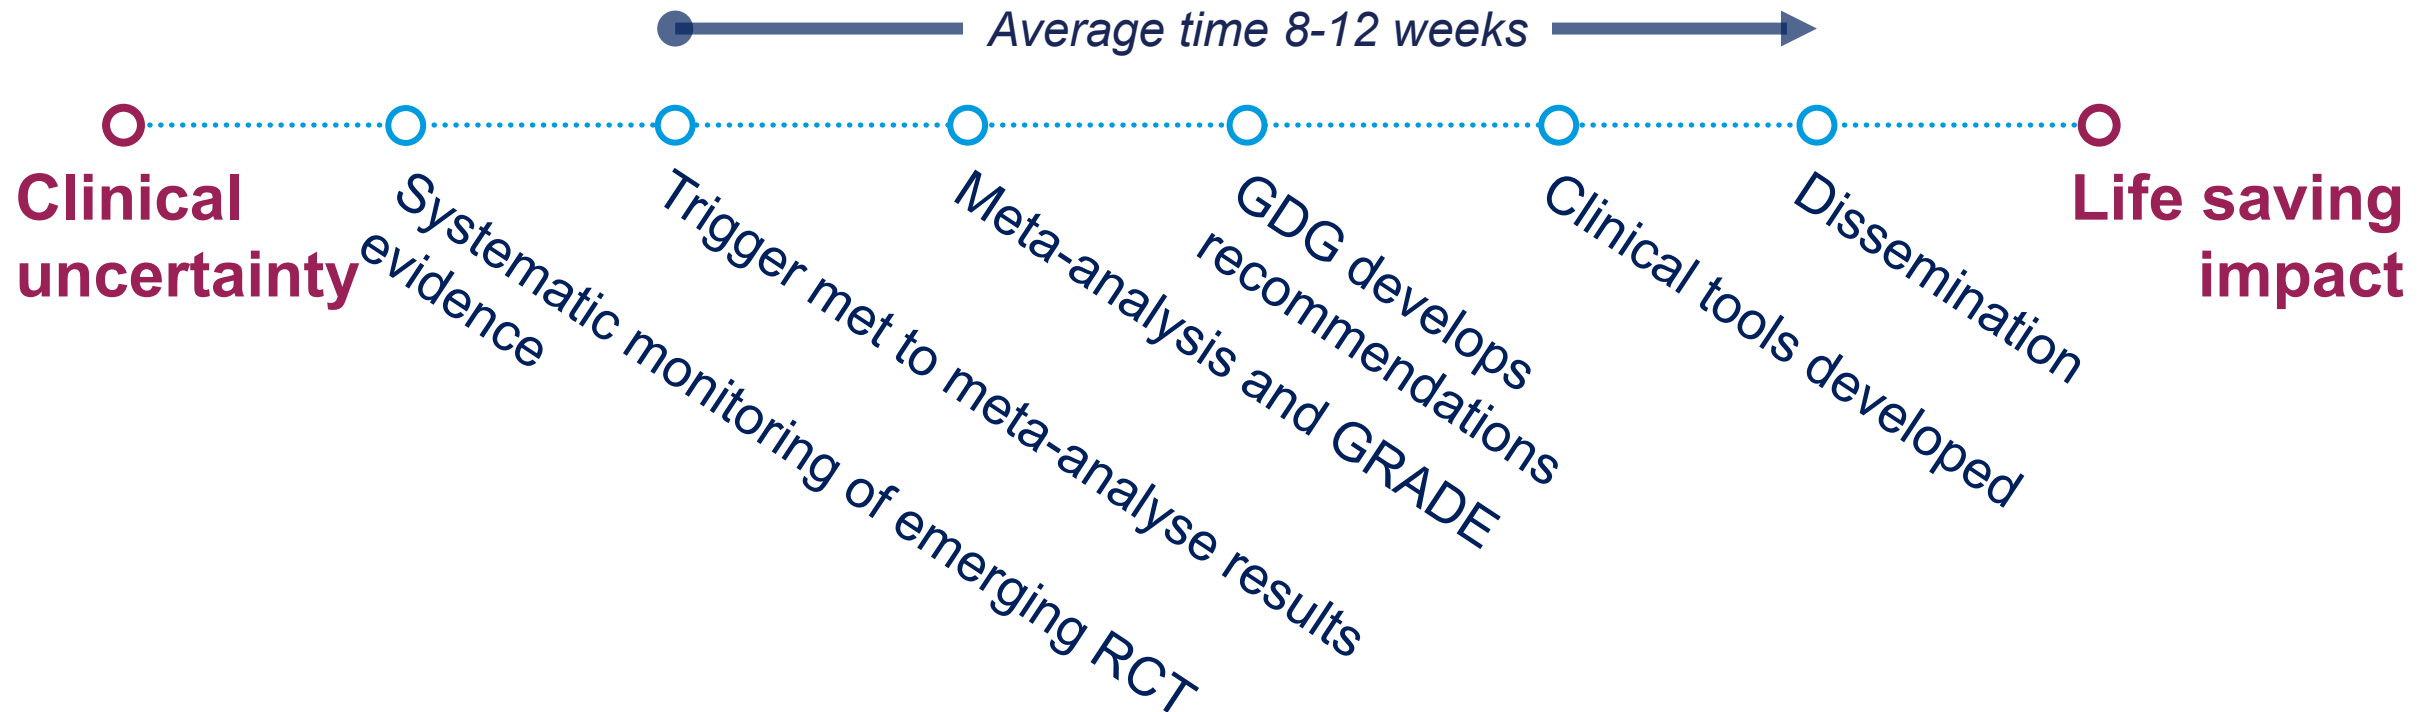 Average time 8-12 weeks
Clinical
uncertainty
Systematic monitoring of emerging RCT
evidence
Trigger met to meta-analyse results
Meta-analysis and GRADE
GDG develops
recommendations
Clinical tools developed
Dissemination
Life saving
impact